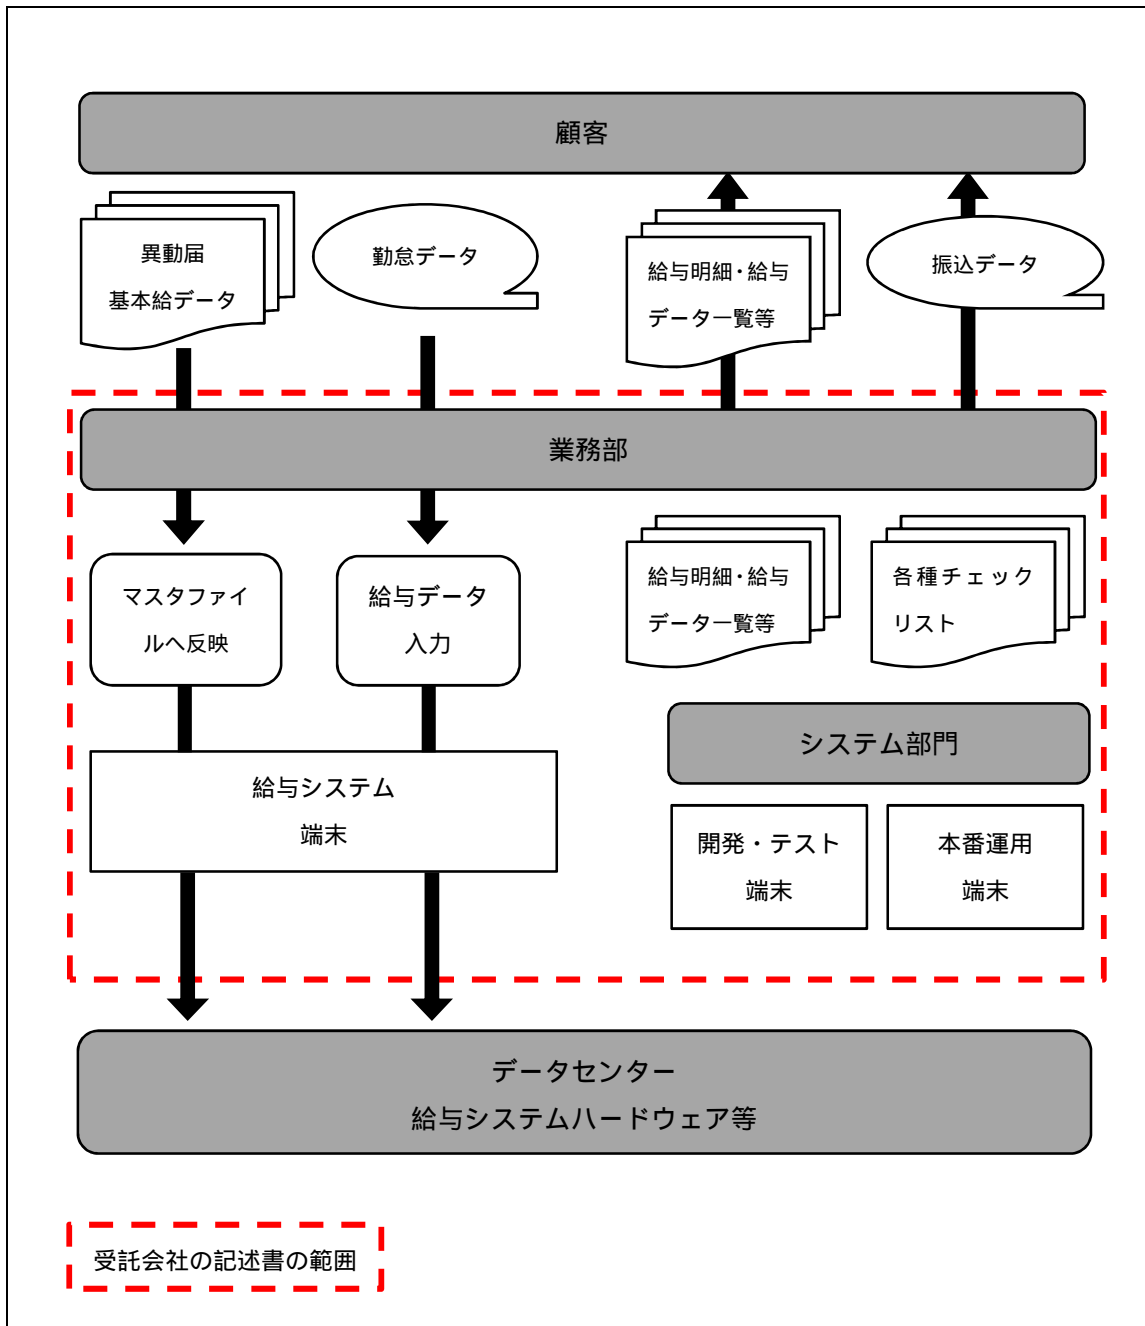 顧客
異動届
基本給データ
勤怠データ
給与明細・給与
データ一覧等
振込データ
業務部
マスタファイ
ルへ反映
給与データ
入力
給与明細・給与
データ一覧等
各種チェック
リスト
システム部門
給与システム
端末
開発・テスト
端末
本番運用
端末
データセンター
給与システムハードウェア等
受託会社の記述書の範囲